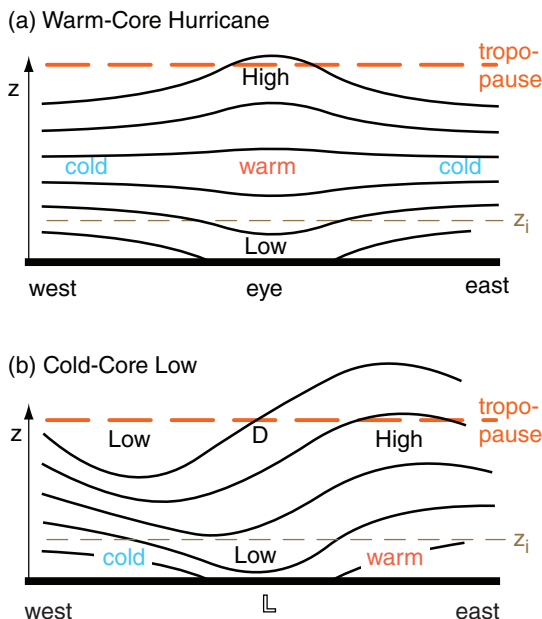 (a) Warm-Core Hurricane
tropo-
pause
z
High
cold
warm
cold
zi
Low
west
eye
east
(b) Cold-Core Low
tropo-
pause
z
Low
D
High
zi
cold
Low
warm
west
𝕃
east